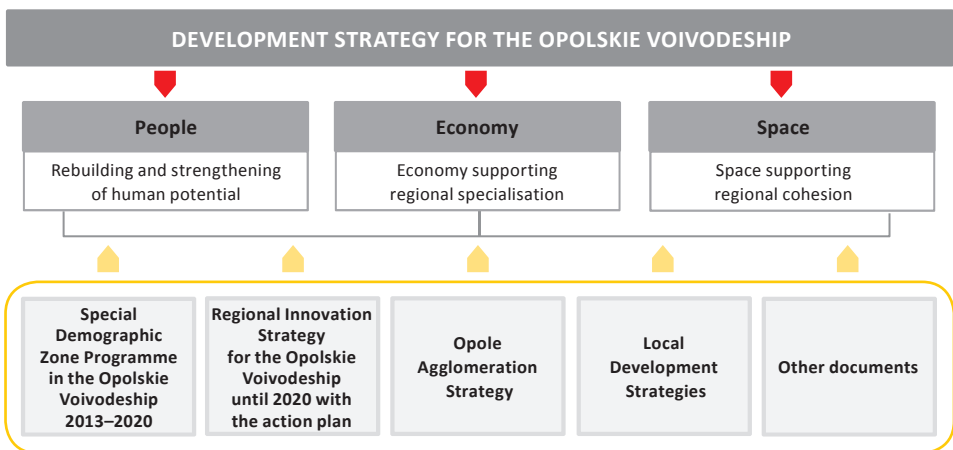 DEVELOPMENT STRATEGY FOR THE OPOLSKIE VOIVODESHIP
People
Rebuilding and strengthening
of human potential
Economy
Economy supporting
regional specialisation
Space
Space supporting
regional cohesion
Special
Demographic
Zone Programme
in the Opolskie
Voivodeship
2013–2020
Regional Innovation
Strategy
for the Opolskie
Voivodeship
until 2020 with
the action plan
Opole
Agglomeration
Strategy
Local
Development
Strategies
Other documents